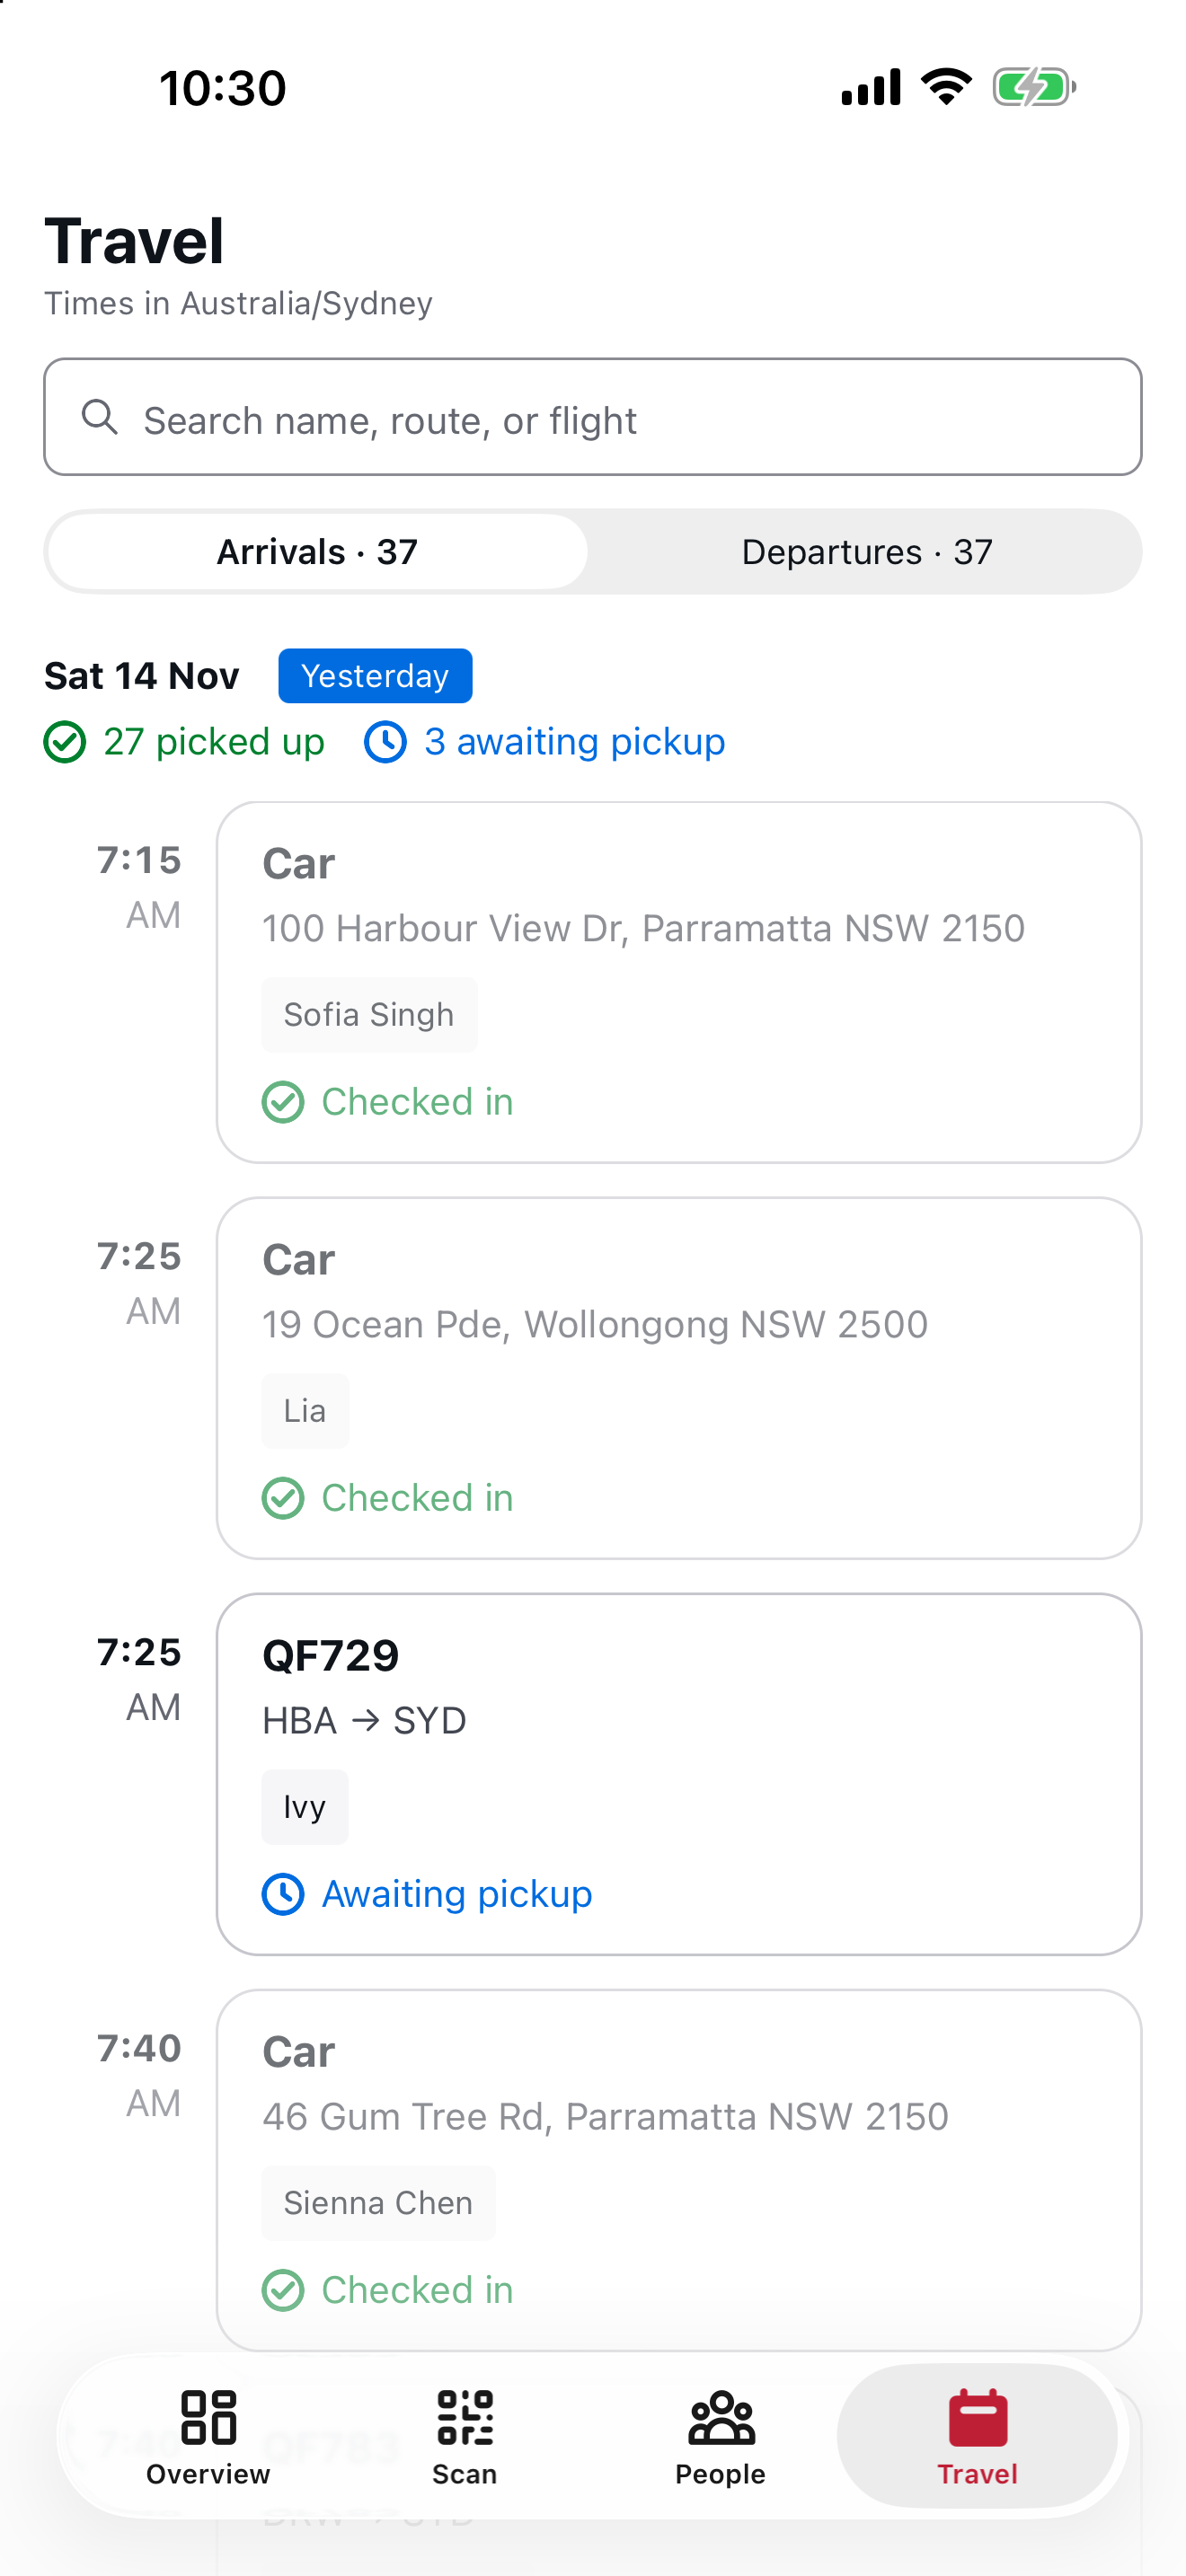 10:30
Travel
Times in Australia/Sydney
Search name, route, or flight
Arrivals · 37
Departures · 37
Sat 14 Nov
Yesterday
27 picked up
3 awaiting pickup
7:15
AM
Car
100 Harbour View Dr, Parramatta NSW 2150
Sofia Singh
Checked in
7:25
AM
Car
19 Ocean Pde, Wollongong NSW 2500
Lia
Checked in
7:25
AM
QF729
HBA → SYD
Ivy
Awaiting pickup
7:40
AM
Car
46 Gum Tree Rd, Parramatta NSW 2150
Sienna Chen
Checked in
7:40
QF783
Overview
Scan
People
Travel